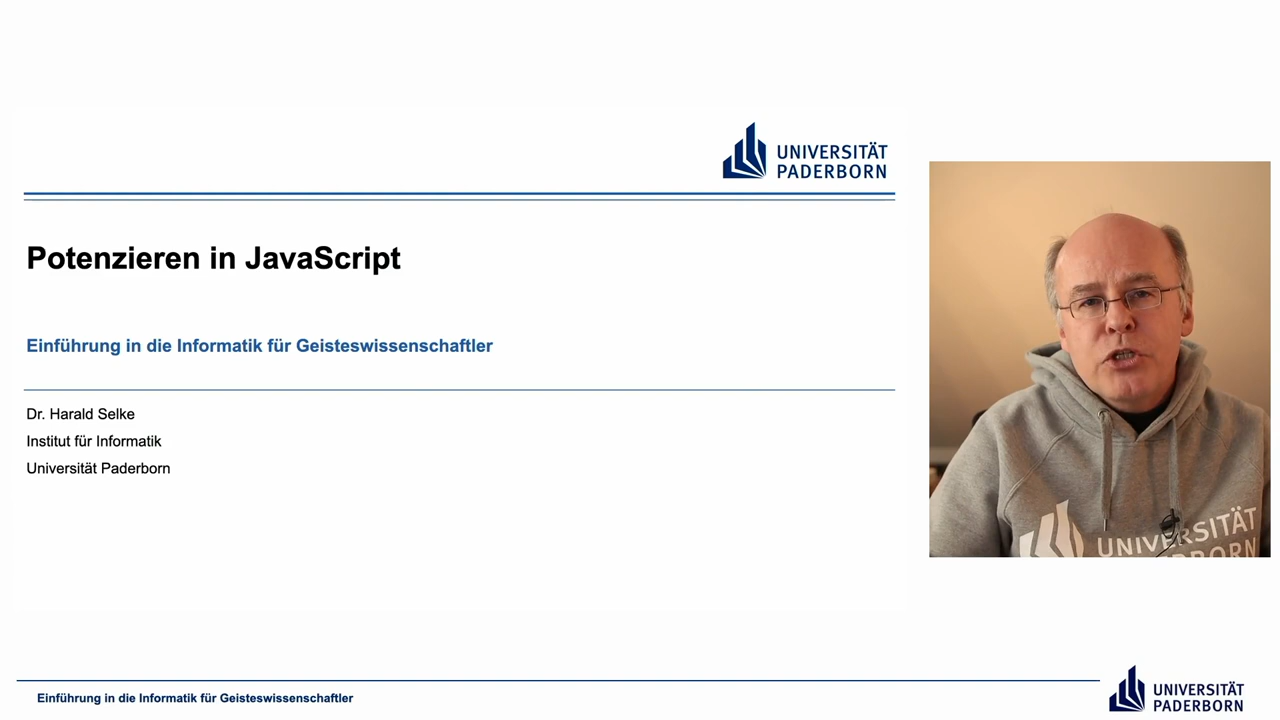 UNIVERSITÄT
PADERBORN
Potenzieren in JavaScript
Einführung in die Informatik für Geisteswissenschaftler
Dr. Harald Selke
Institut für Informatik
Universität Paderborn
UNIVERSITÄT
PADERBORN
Einführung in die Informatik für Geisteswissenschaftler
UNIVERSITÄT
PADERBORN